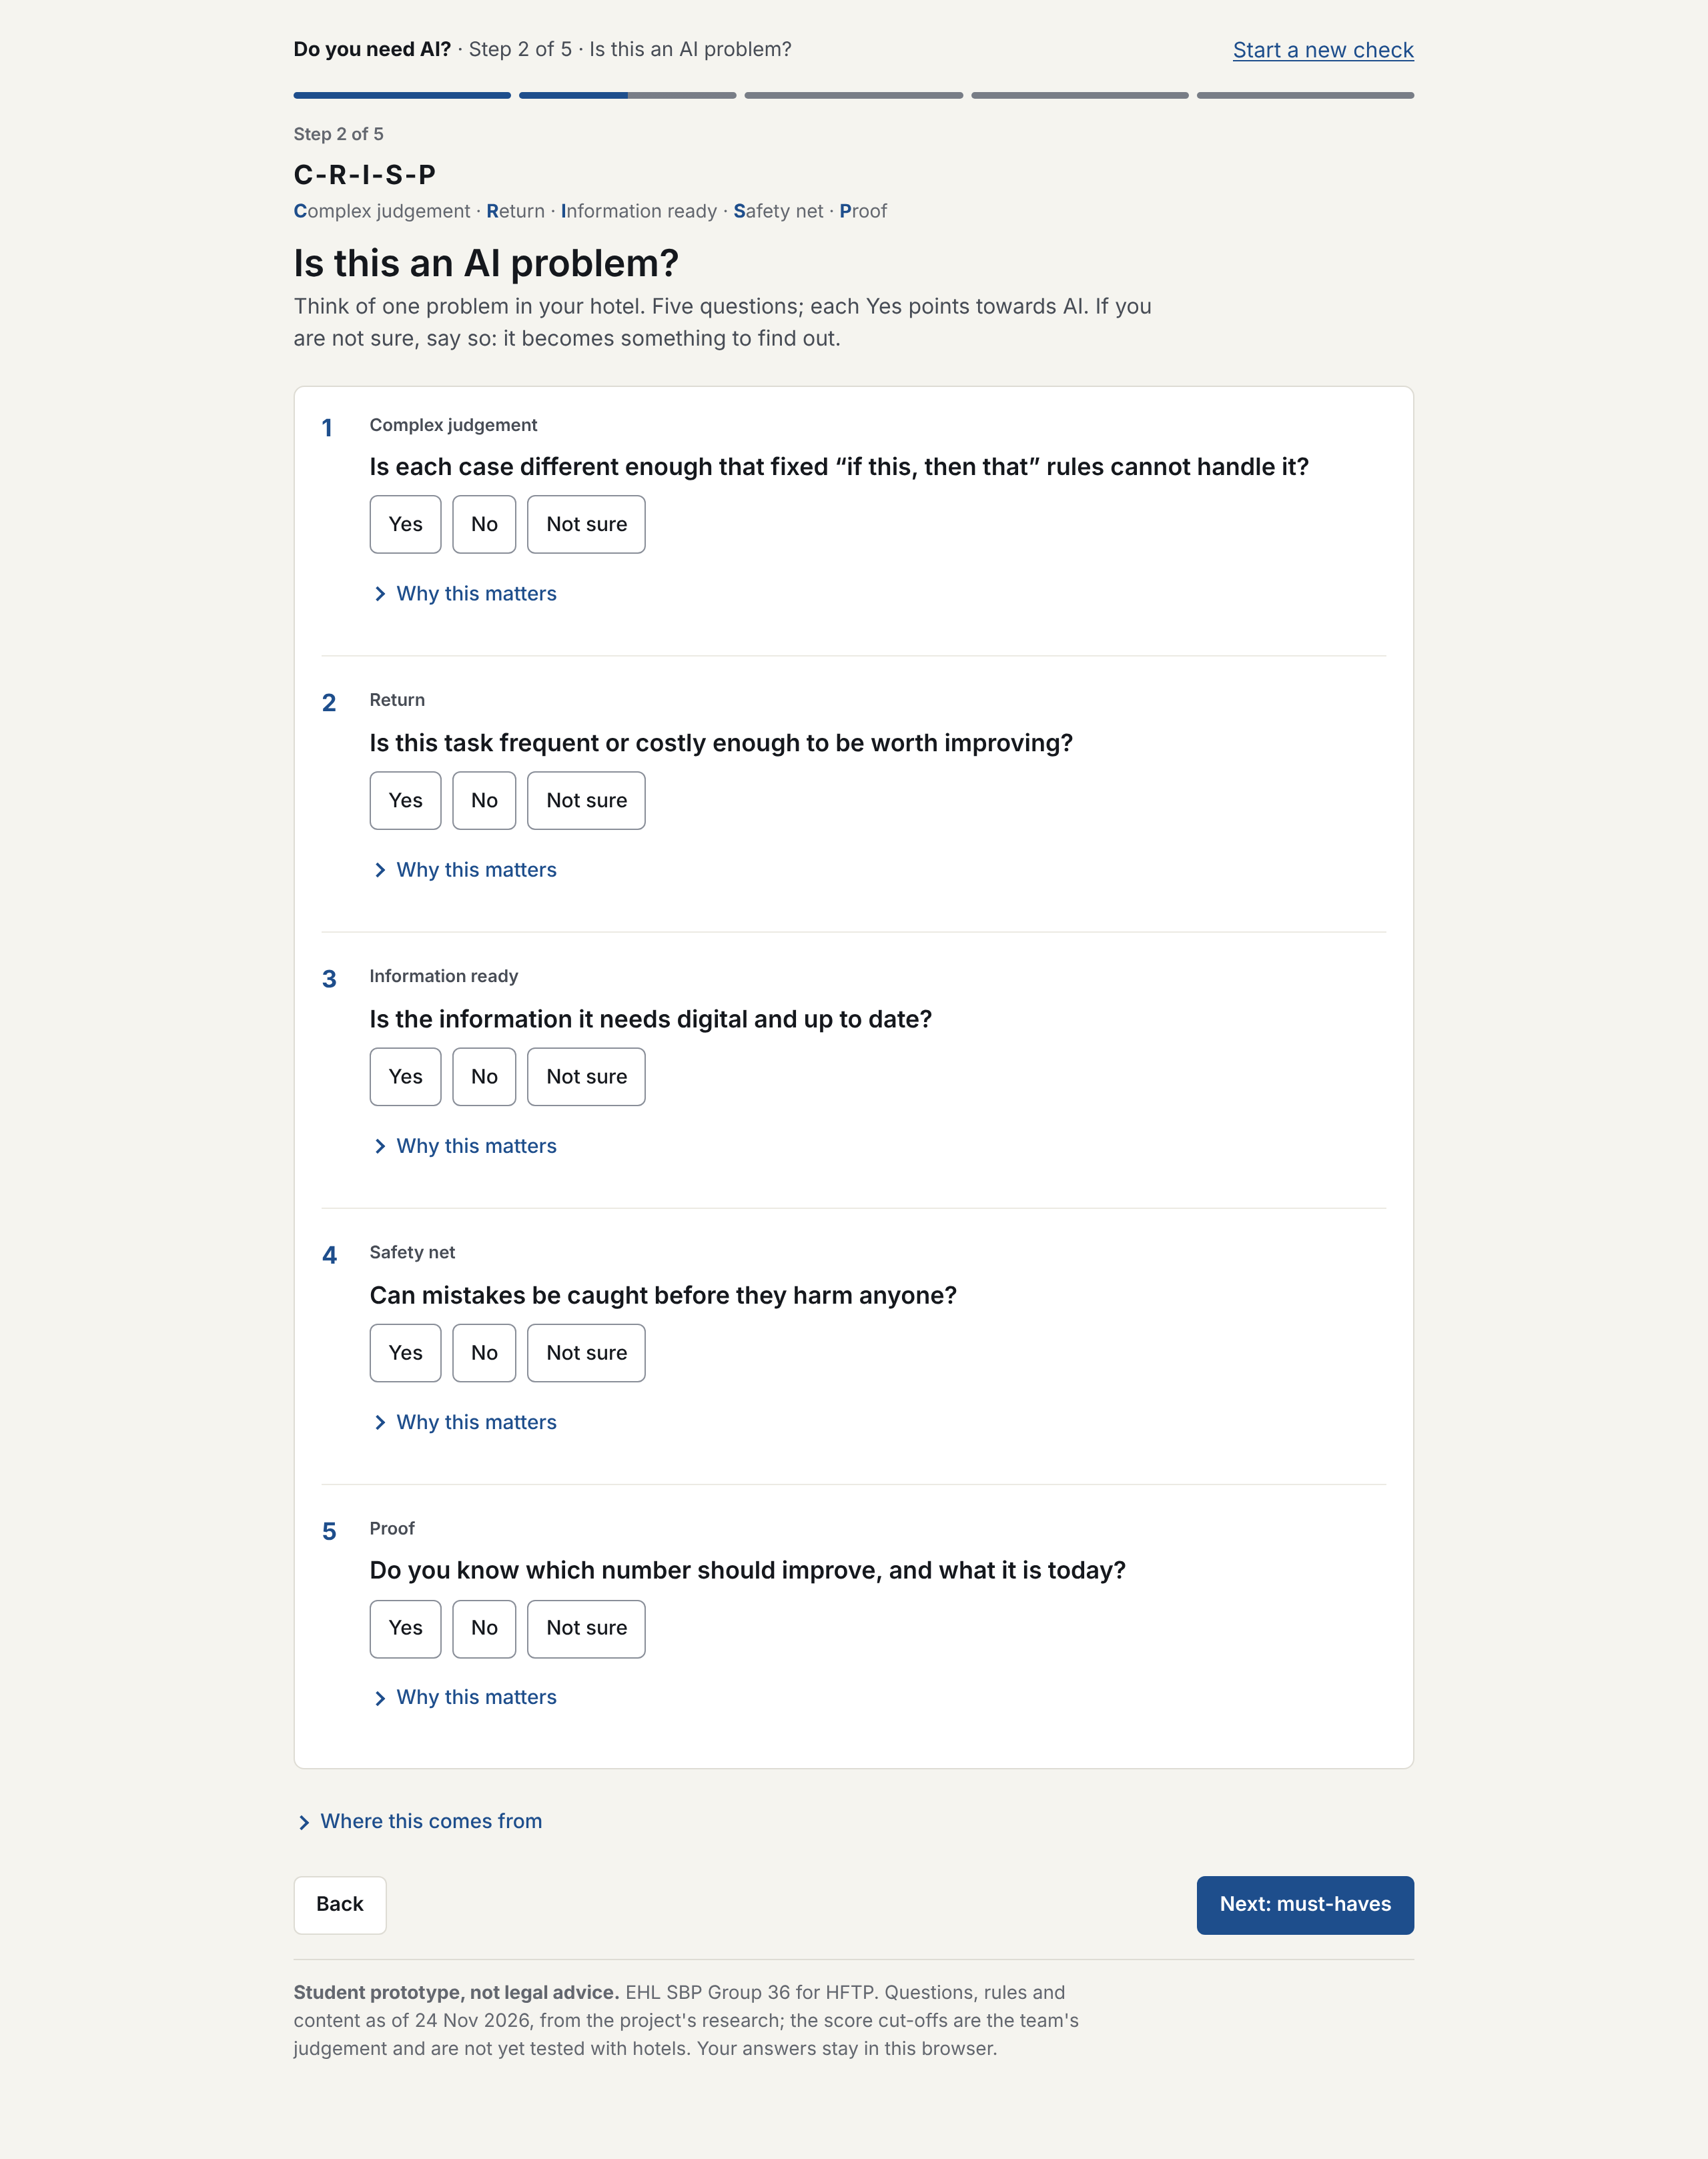 Do you need AI? · Step 2 of 5 · Is this an AI problem?
Start a new check
Step 2 of 5
C-R-I-S-P
Complex judgement · Return · Information ready · Safety net · Proof
Is this an AI problem?
Think of one problem in your hotel. Five questions; each Yes points towards AI. If you
are not sure, say so: it becomes something to find out.
1
Complex judgement
Is each case different enough that fixed “if this, then that” rules cannot handle it?
Yes No Not sure
Why this matters
2
Return
Is this task frequent or costly enough to be worth improving?
Yes No Not sure
Why this matters
3
Information ready
Is the information it needs digital and up to date?
Yes No Not sure
Why this matters
4
Safety net
Can mistakes be caught before they harm anyone?
Yes No Not sure
Why this matters
5
Proof
Do you know which number should improve, and what it is today?
Yes No Not sure
Why this matters
Where this comes from
Back
Next: must-haves
Student prototype, not legal advice. EHL SBP Group 36 for HFTP. Questions, rules and
content as of 24 Nov 2026, from the project's research; the score cut-offs are the team's
judgement and are not yet tested with hotels. Your answers stay in this browser.